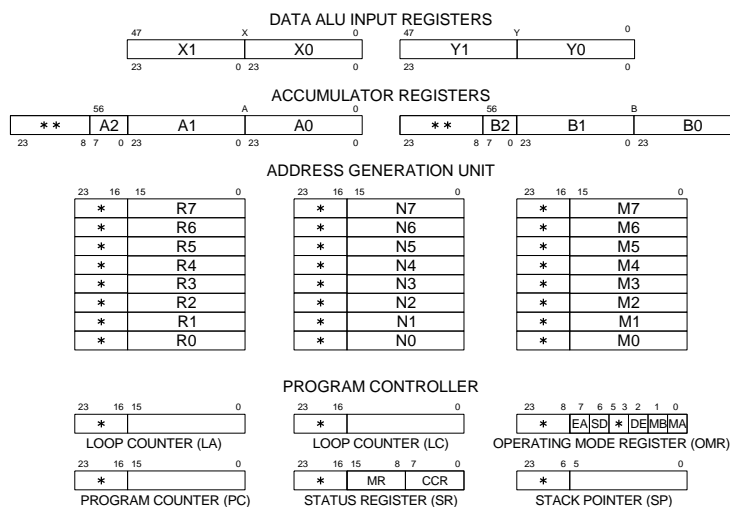 DATA ALU INPUT REGISTERS
47 X 0 47 Y 0
X1 X0 Y1 Y0
23 0 23 0 23 0
ACCUMULATOR REGISTERS
56 A 0 56 B
** A2 A1 A0 ** B2 B1 B0
23 8 7 0 23 0 23 0 23 8 7 0 23 0 23
ADDRESS GENERATION UNIT
23 16 15 0 23 16 15 0 23 16 15 0
* R7 * N7 * M7
* R6 * N6 * M6
* R5 * N5 * M5
* R4 * N4 * M4
* R3 * N3 * M3
* R2 * N2 * M2
* R1 * N1 * M1
* R0 * N0 * M0
PROGRAM CONTROLLER
23 16 15 0 23 16 0 23 8 7 6 5 3 2 1 0
* * * EA SD * DE MB MA
LOOP COUNTER (LA) LOOP COUNTER (LC) OPERATING MODE REGISTER (OMR)
23 16 15 0 23 16 15 8 7 0 23 6 5 0
* * MR CCR *
PROGRAM COUNTER (PC) STATUS REGISTER (SR) STACK POINTER (SP)